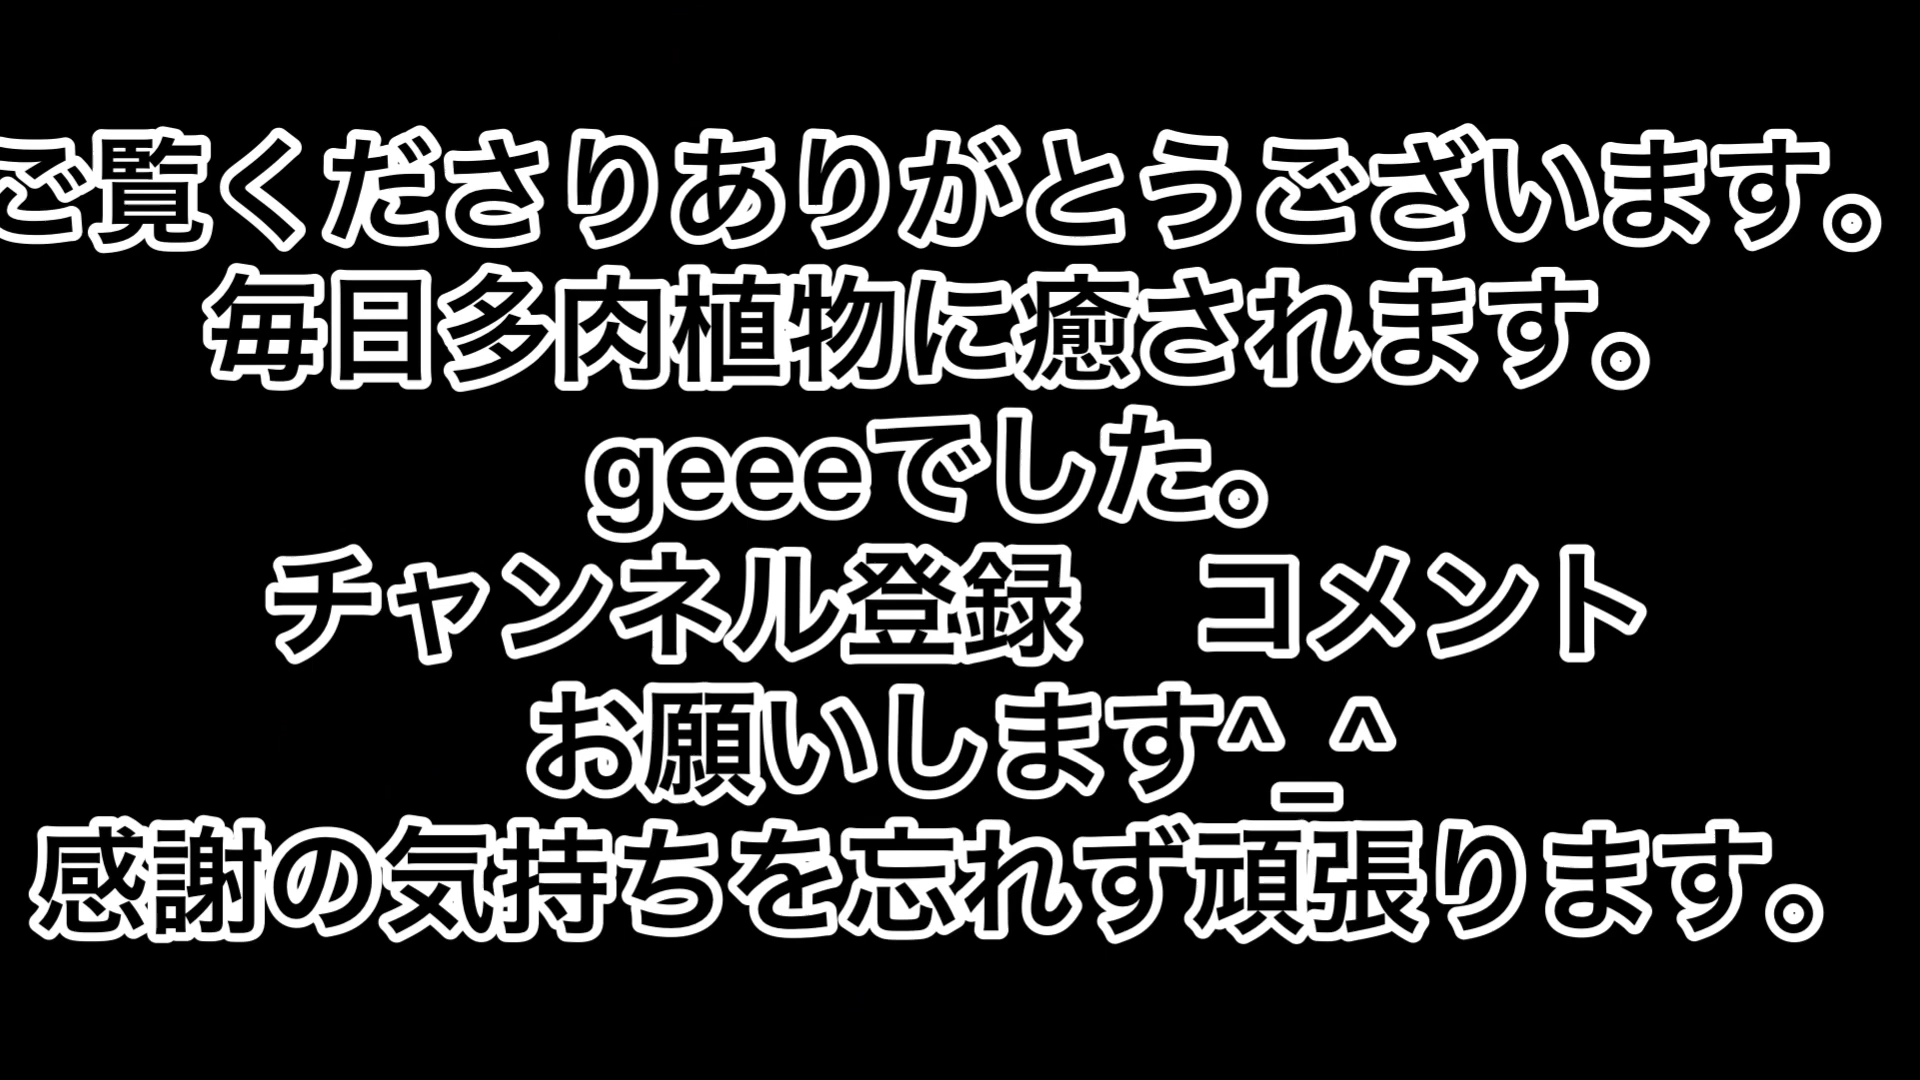 ご覧くださりありがとうございます。
毎日多肉植物に癒されます。
geeeでした。
チャンネル登録　コメント
お願いします^_^
感謝の気持ちを忘れず頑張ります。